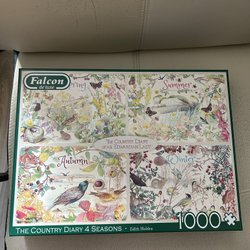 Falcon
de luxe
Spring
Summer
THE COUNTRY DIARY
OF AN EDWARDIAN LADY
Autumn
Winter
THE COUNTRY DIARY 4 SEASONS - Edith Holden
1000